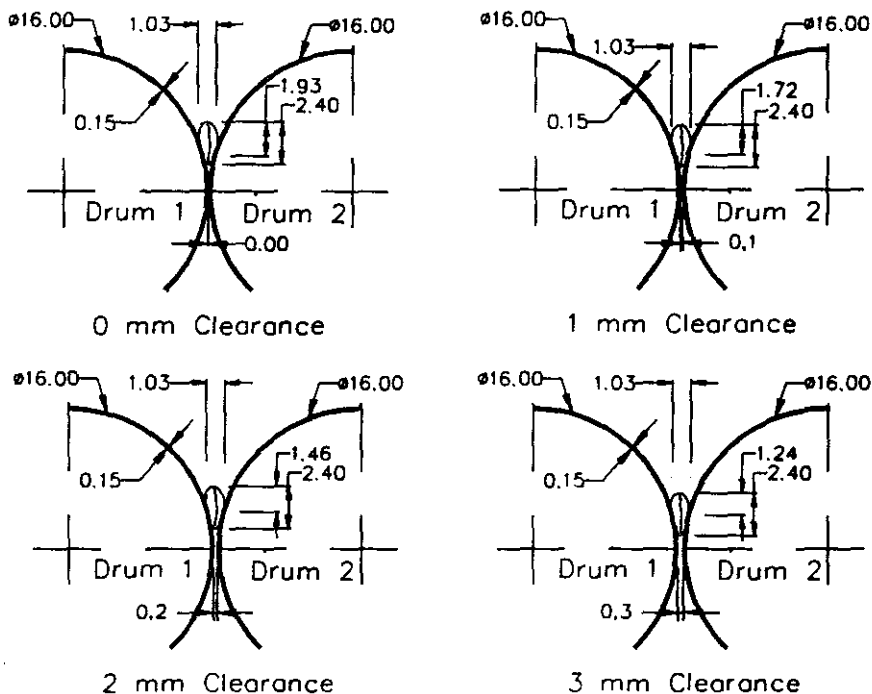 ø16.00
1.03
ø16.00
1.93
2.40
0.15
Drum 1
Drum 2
0.00
0 mm Clearance
ø16.00
1.03
ø16.00
1.72
2.40
0.15
Drum 1
Drum 2
0,1
1 mm Clearance
ø16.00
1.03
ø16.00
1.46
2.40
0.15
Drum 1
Drum 2
0,2
2 mm Clearance
ø16.00
1.03
ø16.00
1.24
2.40
0.15
Drum 1
Drum 2
0,3
3 mm Clearance